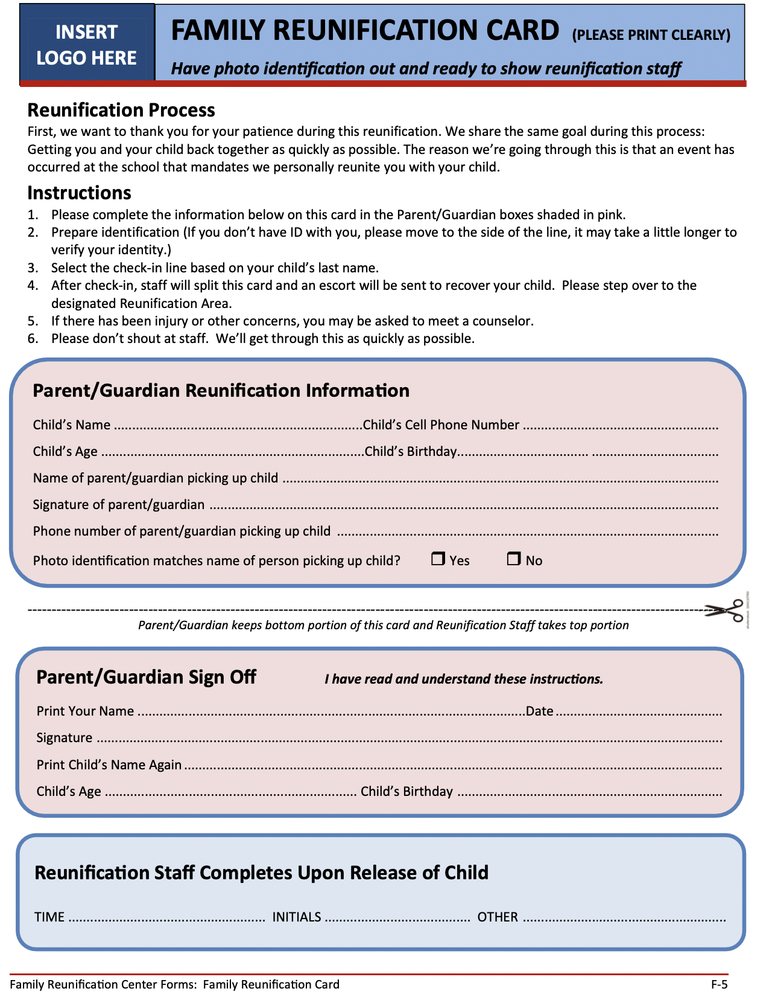 INSERT
LOGO HERE
FAMILY REUNIFICATION CARD (PLEASE PRINT CLEARLY)
Have photo identification out and ready to show reunification staff
Reunification Process
First, we want to thank you for your patience during this reunification. We share the same goal during this process:
Getting you and your child back together as quickly as possible. The reason we’re going through this is that an event has
occurred at the school that mandates we personally reunite you with your child.
Instructions
1. Please complete the information below on this card in the Parent/Guardian boxes shaded in pink.
2. Prepare identification (If you don’t have ID with you, please move to the side of the line, it may take a little longer to
verify your identity.)
3. Select the check-in line based on your child’s last name.
4. After check-in, staff will split this card and an escort will be sent to recover your child.  Please step over to the
designated Reunification Area.
5. If there has been injury or other concerns, you may be asked to meet a counselor.
6. Please don’t shout at staff.  We’ll get through this as quickly as possible.
Parent/Guardian Reunification Information
Child’s Name ..................................................................... Child’s Cell Phone Number ......................................................
Child’s Age ......................................................................... Child’s Birthday.................................... ...................................
Name of parent/guardian picking up child ........................................................................................................................
Signature of parent/guardian ............................................................................................................................................
Phone number of parent/guardian picking up child .........................................................................................................
Photo identification matches name of person picking up child? ❒ Yes ❒ No
Parent/Guardian keeps bottom portion of this card and Reunification Staff takes top portion
Parent/Guardian Sign Off I have read and understand these instructions.
Print Your Name ........................................................................................................... Date ..............................................
Signature ............................................................................................................................................................................
Print Child’s Name Again ....................................................................................................................................................
Child’s Age ..................................................................... Child’s Birthday .........................................................................
Reunification Staff Completes Upon Release of Child
TIME ...................................................... INITIALS ........................................ OTHER ........................................................
Family Reunification Center Forms:  Family Reunification Card F-5